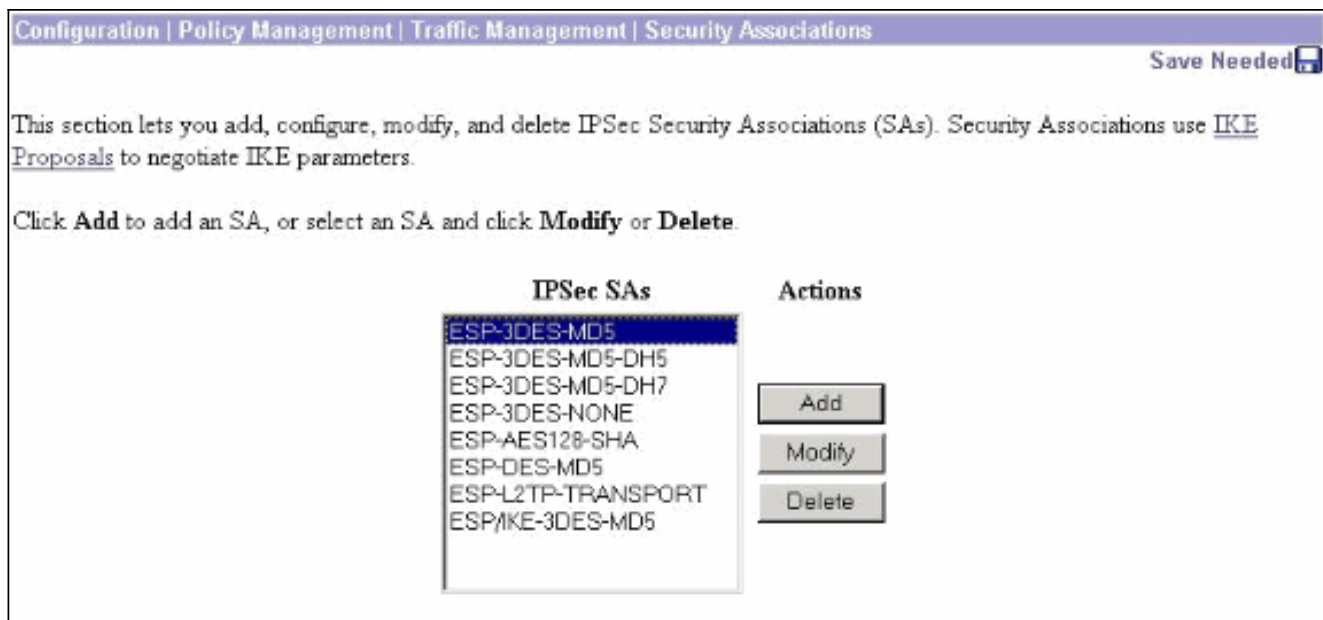 Configuration | Policy Management | Traffic Management | Security Associations
Save Needed
This section lets you add, configure, modify, and delete IPSec Security Associations (SAs). Security Associations use IKE
Proposals to negotiate IKE parameters.
Click Add to add an SA, or select an SA and click Modify or Delete.
IPSec SAs
Actions
ESP-3DES-MD5
ESP-3DES-MD5-DH5
ESP-3DES-MD5-DH7
ESP-3DES-NONE
ESP-AES128-SHA
ESP-DES-MD5
ESP-L2TP-TRANSPORT
ESP/IKE-3DES-MD5
Add
Modify
Delete